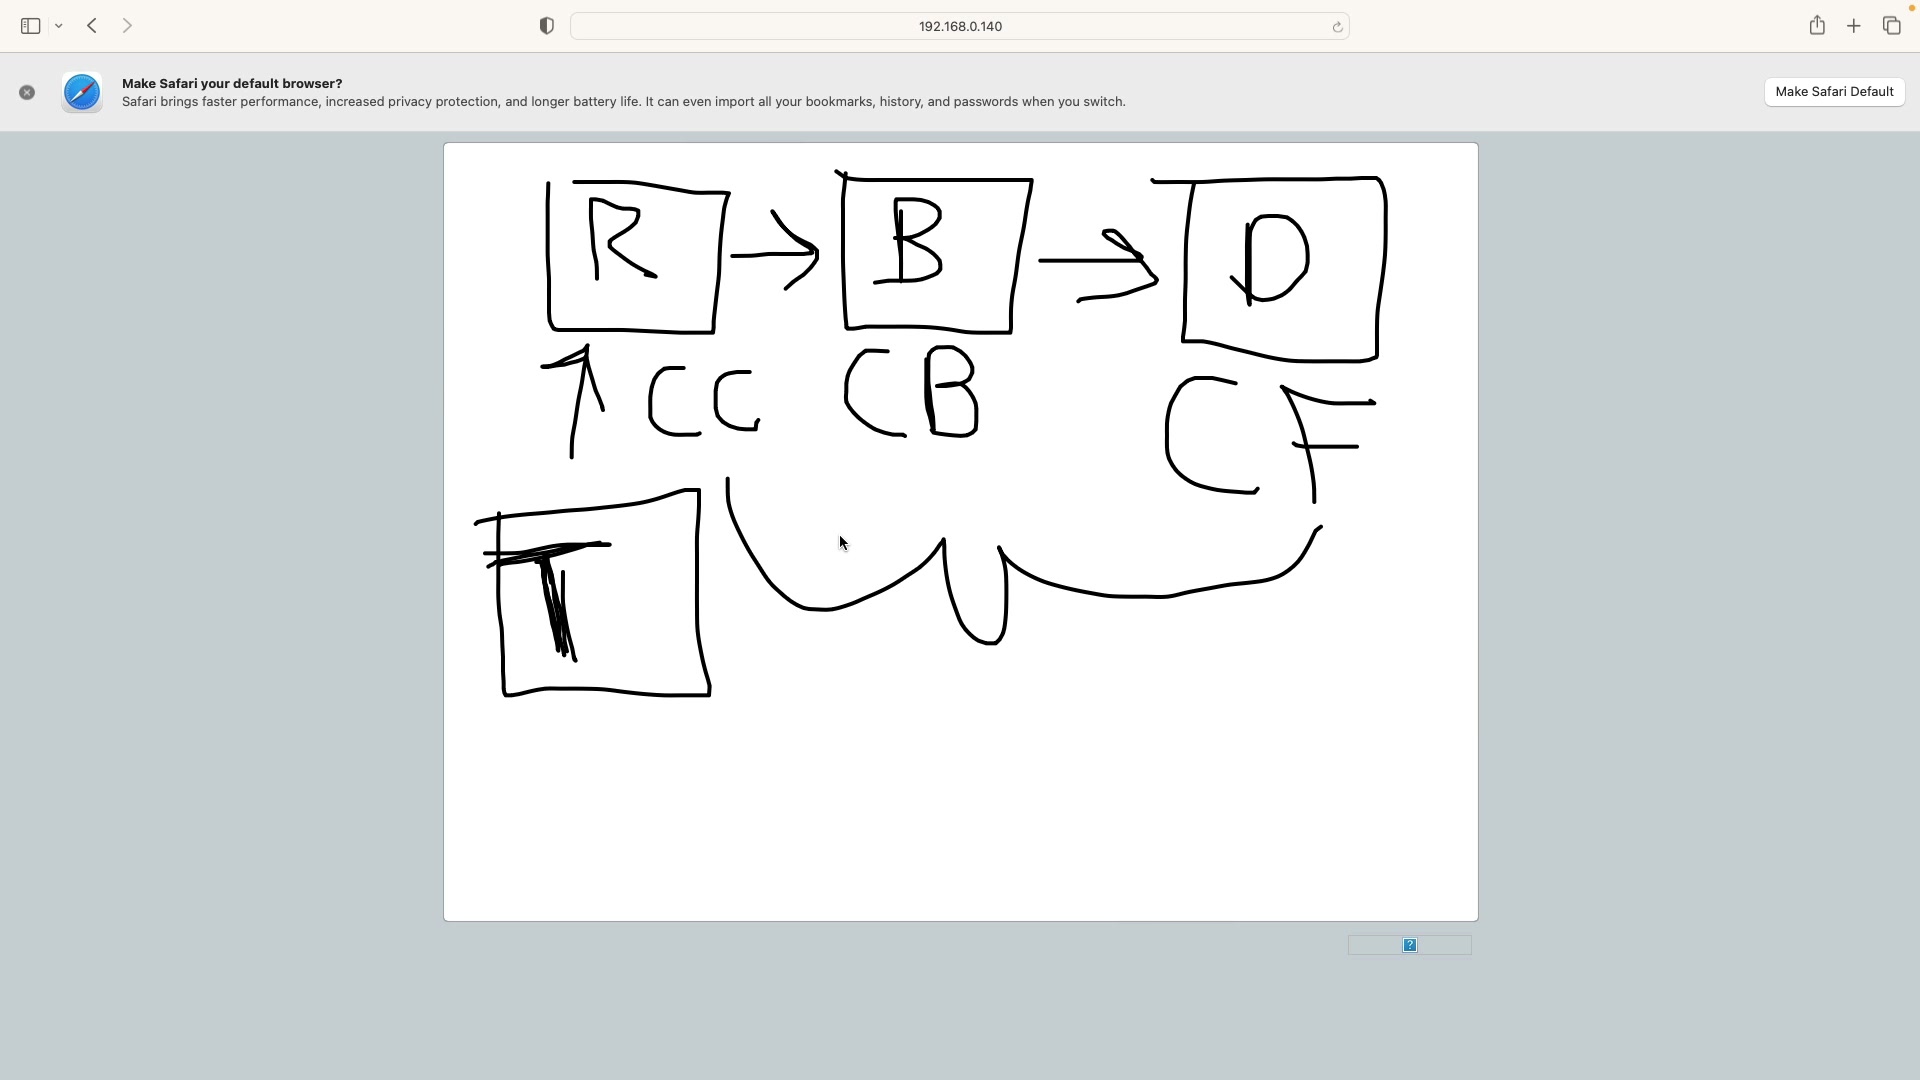 192.168.0.140
Make Safari your default browser?
Safari brings faster performance, increased privacy protection, and longer battery life. It can even import all your bookmarks, history, and passwords when you switch.
Make Safari Default
R B D
CC CB CF
T
?